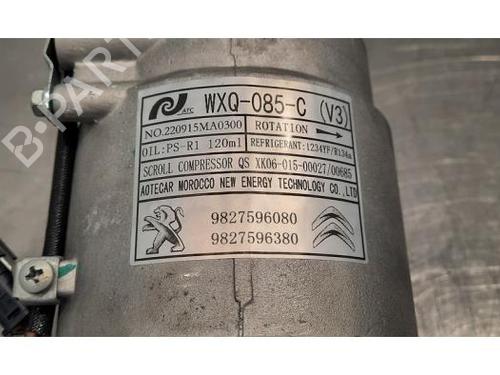 ATC WXQ-085-C (V3)
NO.220915MA0300 ROTATION
OIL:PS-R1 120ml REFRIGERANT:1234YF/R134a
SCROLL COMPRESSOR QS XK06-015-00027/00685
AOTECAR MOROCCO NEW ENERGY TECHNOLOGY CO.,LTD
9827596080
9827596380
B-PARTS